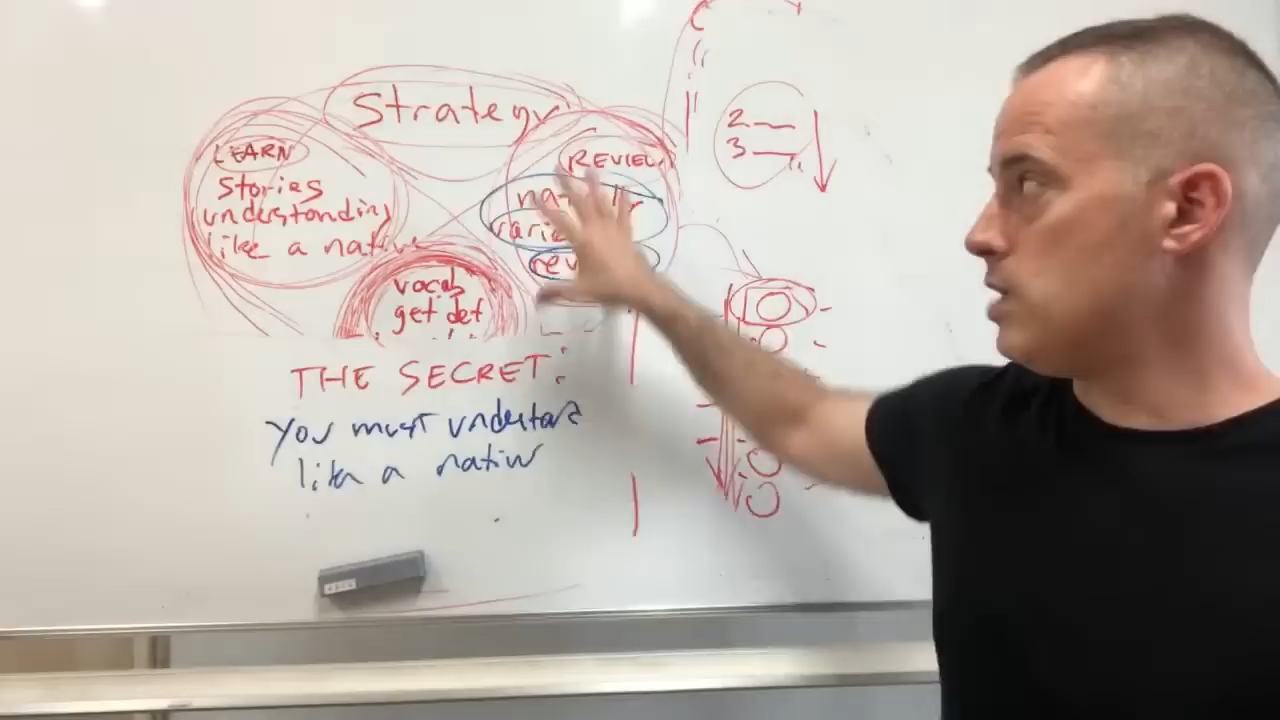 Strategy
LEARN
stories
understanding
like a native
REVIEW
vocab
get def
THE SECRET:
You must understand
like a native
2
3